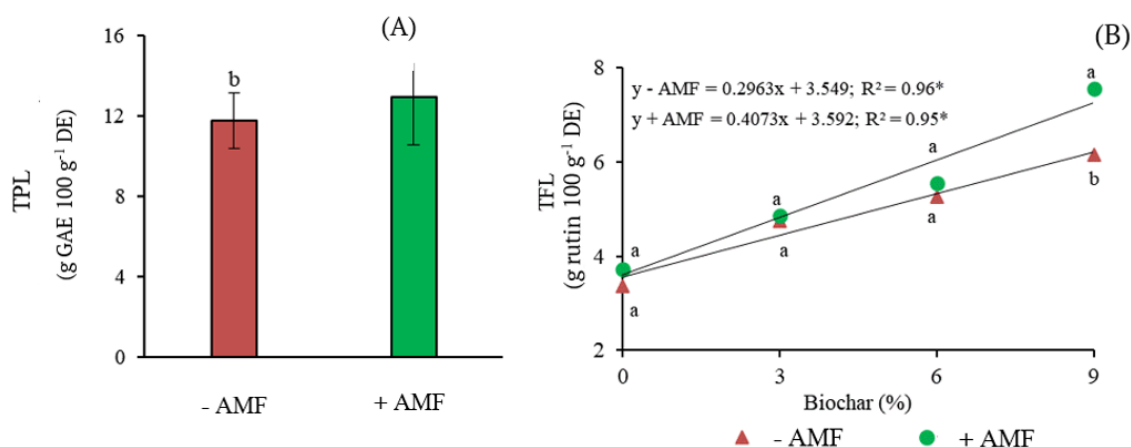 (A)
16
12
8
4
0
TPL
(g GAE 100 g⁻¹ DE)
b
- AMF
+ AMF
(B)
8
6
4
2
TFL
(g rutin 100 g⁻¹ DE)
y - AMF = 0.2963x + 3.549; R² = 0.96*
y + AMF = 0.4073x + 3.592; R² = 0.95*
a
a
a
a
a
a
a
b
0 3 6 9
Biochar (%)
- AMF + AMF